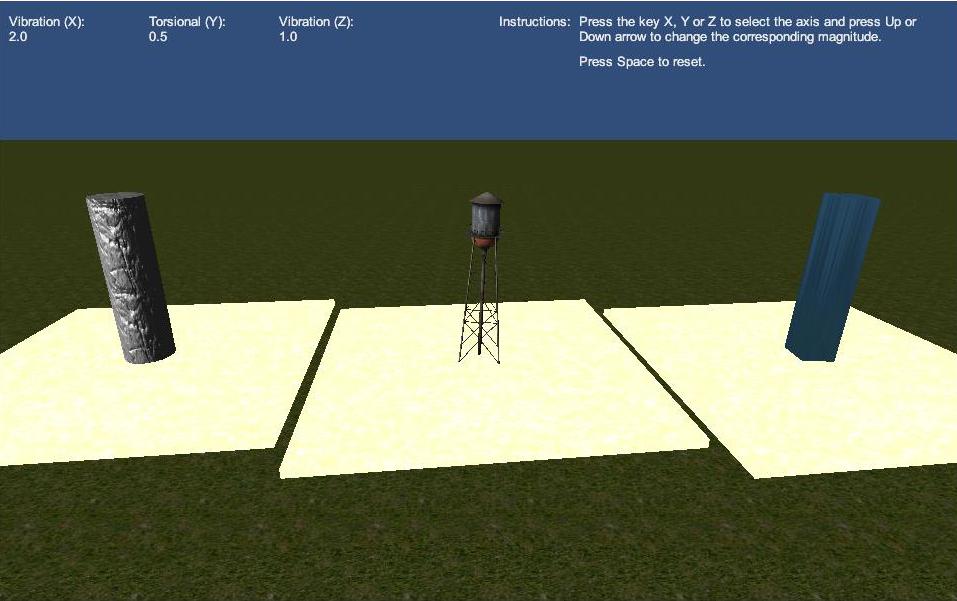 Vibration (X):
2.0
Torsional (Y):
0.5
Vibration (Z):
1.0
Instructions:
Press the key X, Y or Z to select the axis and press Up or
Down arrow to change the corresponding magnitude.
Press Space to reset.